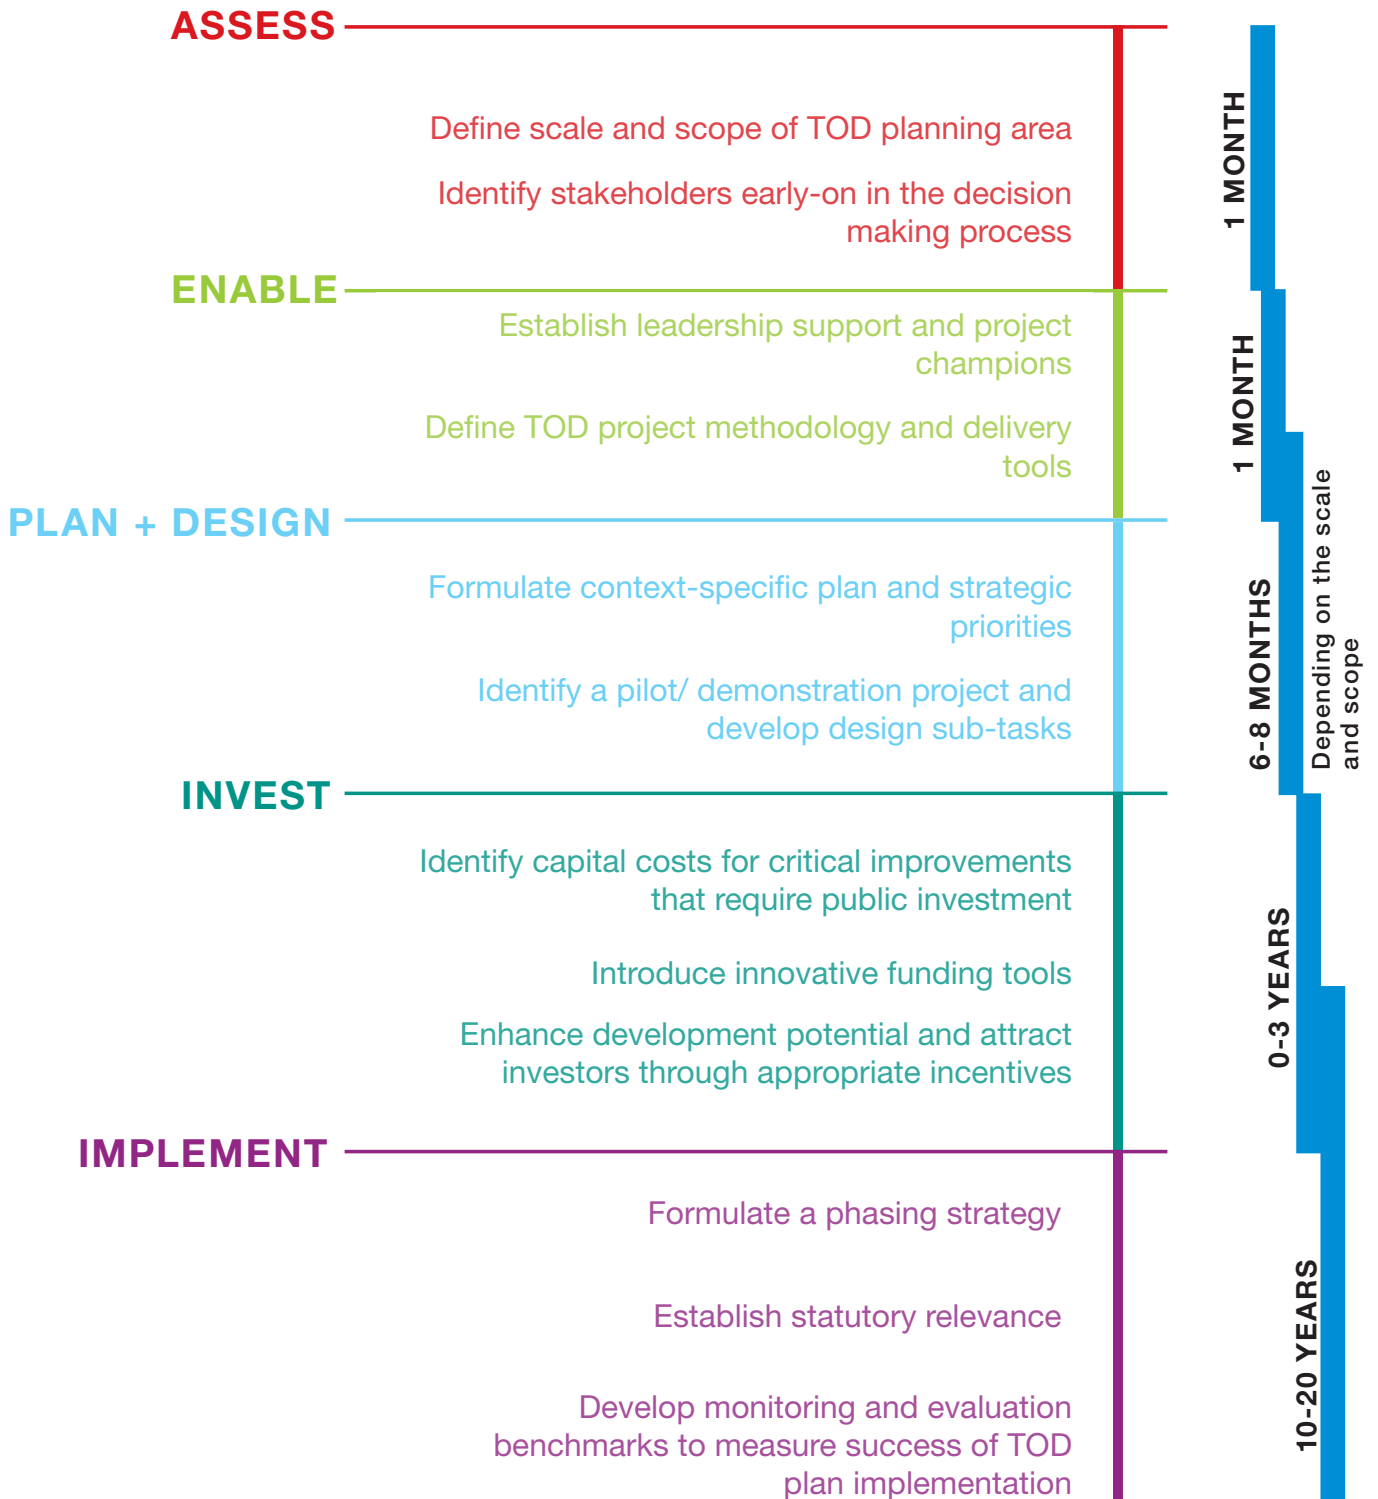 ASSESS
Define scale and scope of TOD planning area
Identify stakeholders early-on in the decision
making process
1 MONTH
ENABLE
Establish leadership support and project
champions
Define TOD project methodology and delivery
tools
1 MONTH
PLAN + DESIGN
Formulate context-specific plan and strategic
priorities
Identify a pilot/ demonstration project and
develop design sub-tasks
6-8 MONTHS
Depending on the scale
and scope
INVEST
Identify capital costs for critical improvements
that require public investment
Introduce innovative funding tools
Enhance development potential and attract
investors through appropriate incentives
0-3 YEARS
IMPLEMENT
Formulate a phasing strategy
Establish statutory relevance
Develop monitoring and evaluation
benchmarks to measure success of TOD
plan implementation
10-20 YEARS